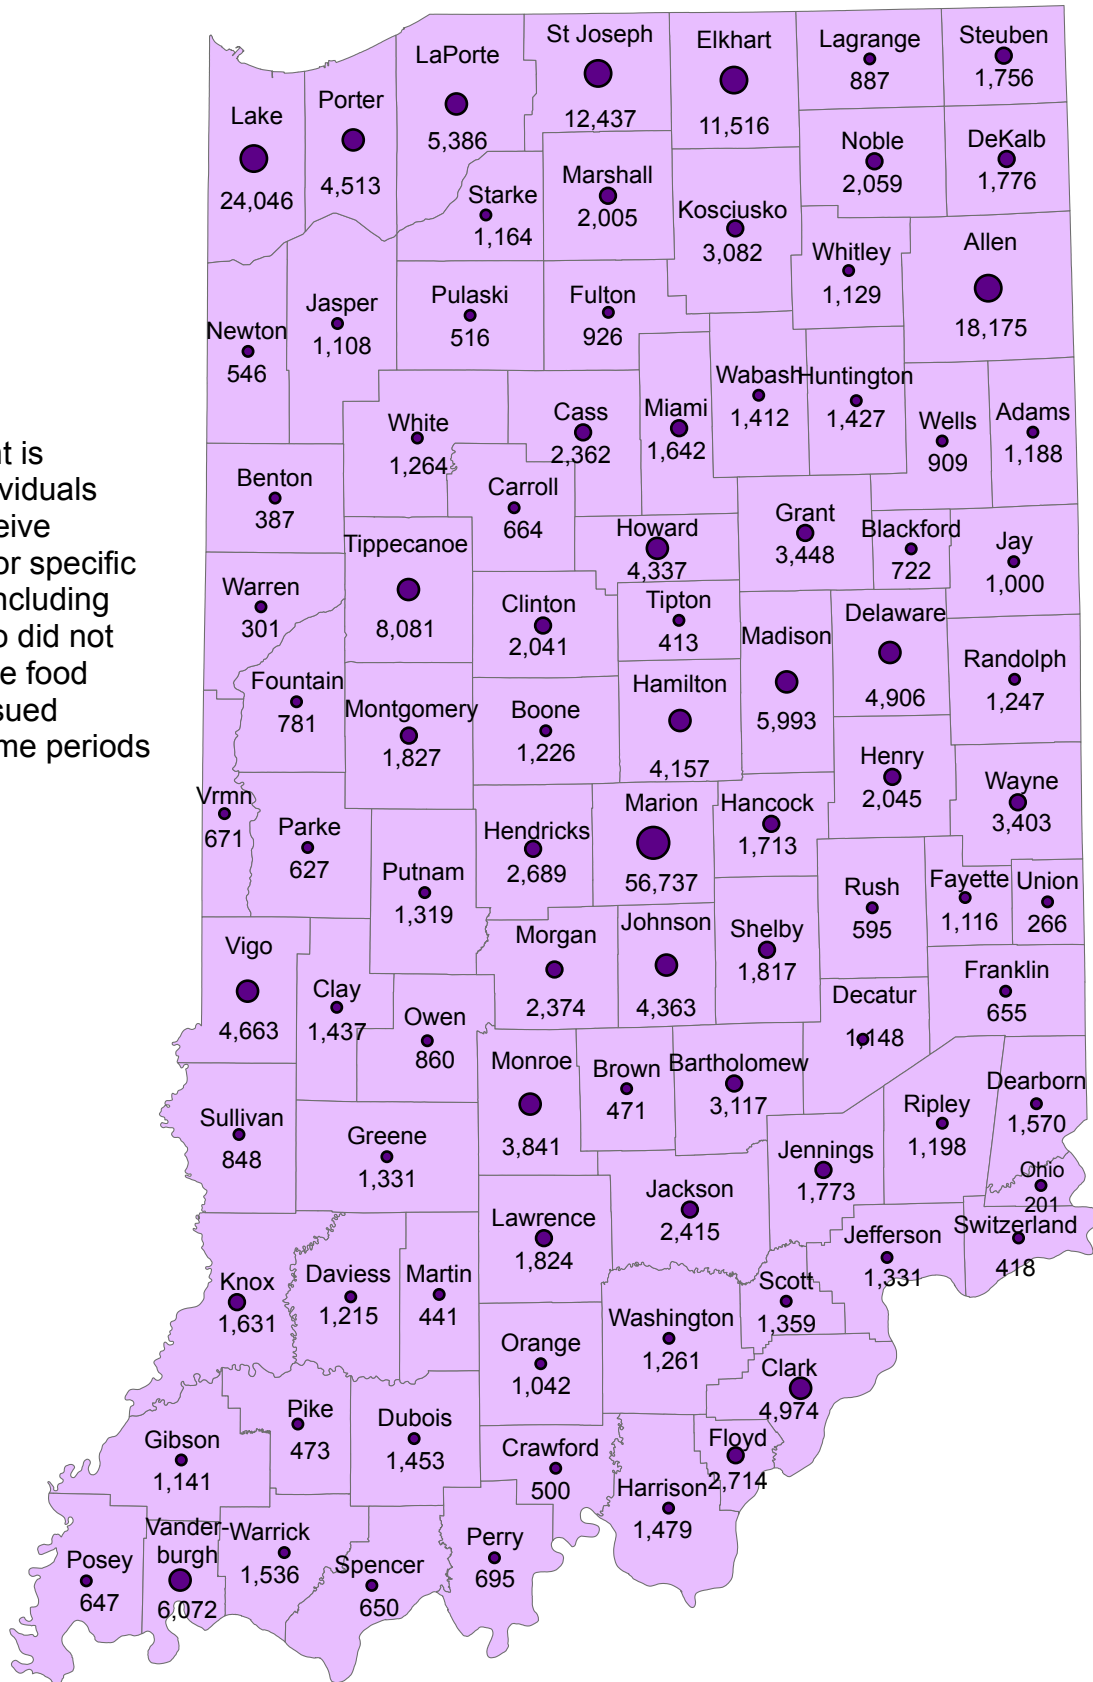 St Joseph
12,437
Elkhart
11,516
Lagrange
887
Steuben
1,756
LaPorte
5,386
Porter
4,513
Lake
24,046
Noble
2,059
DeKalb
1,776
Marshall
2,005
Starke
1,164
Kosciusko
3,082
Whitley
1,129
Allen
18,175
Jasper
1,108
Pulaski
516
Fulton
926
Newton
546
Wabash
1,412
Huntington
1,427
Wells
909
Adams
1,188
White
1,264
Cass
2,362
Miami
1,642
Benton
387
Carroll
664
Grant
3,448
Blackford
722
Jay
1,000
Howard
4,337
Tippecanoe
8,081
Warren
301
Clinton
2,041
Tipton
413
Madison
5,993
Delaware
4,906
Randolph
1,247
Fountain
781
Montgomery
1,827
Boone
1,226
Hamilton
4,157
Henry
2,045
Wayne
3,403
Vrmn
671
Parke
627
Putnam
1,319
Hendricks
2,689
Marion
56,737
Hancock
1,713
Rush
595
Fayette
1,116
Union
266
Vigo
4,663
Clay
1,437
Owen
860
Morgan
2,374
Johnson
4,363
Shelby
1,817
Decatur
1,148
Franklin
655
Sullivan
848
Greene
1,331
Monroe
3,841
Brown
471
Bartholomew
3,117
Jennings
1,773
Ripley
1,198
Dearborn
1,570
Ohio
201
Switzerland
418
Jefferson
1,331
Jackson
2,415
Lawrence
1,824
Knox
1,631
Daviess
1,215
Martin
441
Orange
1,042
Washington
1,261
Scott
1,359
Clark
4,974
Floyd
2,714
Harrison
1,479
Crawford
500
Dubois
1,453
Pike
473
Gibson
1,141
Posey
647
Vander-
burgh
6,072
Warrick
1,536
Spencer
650
Perry
695
is
or specific
did not
food
periods